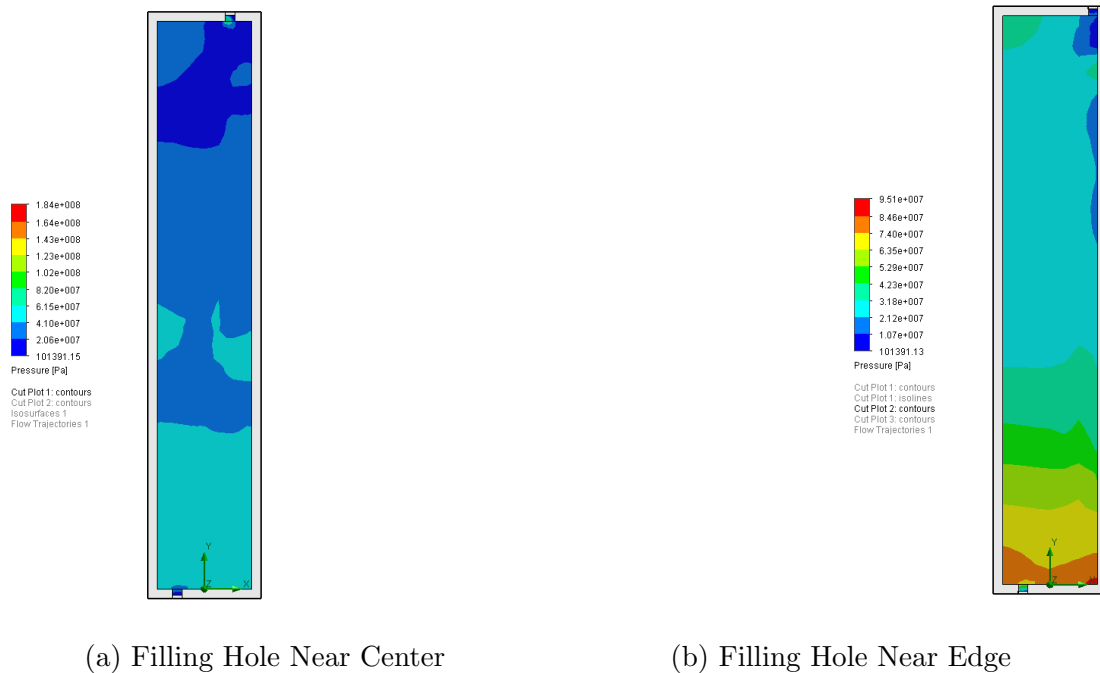 1.84e+008
1.64e+008
1.43e+008
1.23e+008
1.02e+008
8.20e+007
6.15e+007
4.10e+007
2.06e+007
101391.15
Pressure [Pa]
Cut Plot 1: contours
Cut Plot 2: contours
Isosurfaces 1
Flow Trajectories 1
Y
Z
X
9.51e+007
8.46e+007
7.40e+007
6.35e+007
5.29e+007
4.23e+007
3.18e+007
2.12e+007
1.07e+007
101391.13
Pressure [Pa]
Cut Plot 1: contours
Cut Plot 1: isolines
Cut Plot 2: contours
Cut Plot 3: contours
Flow Trajectories 1
Y
Z
(a) Filling Hole Near Center
(b) Filling Hole Near Edge